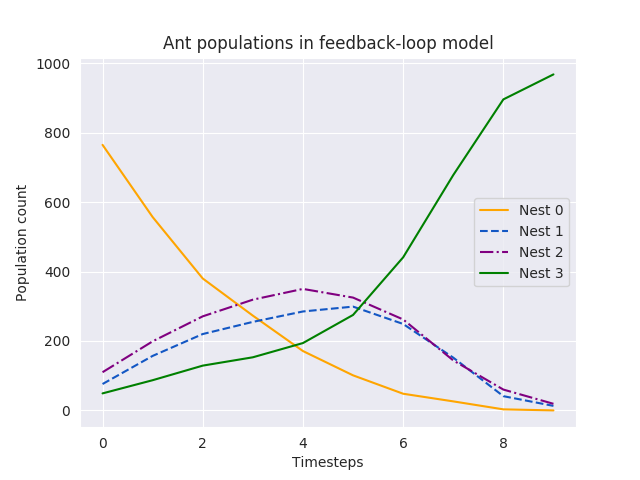 Ant populations in feedback-loop model
1000
800
600
400
200
0
Population count
Nest 0
Nest 1
Nest 2
Nest 3
0 2 4 6 8
Timesteps